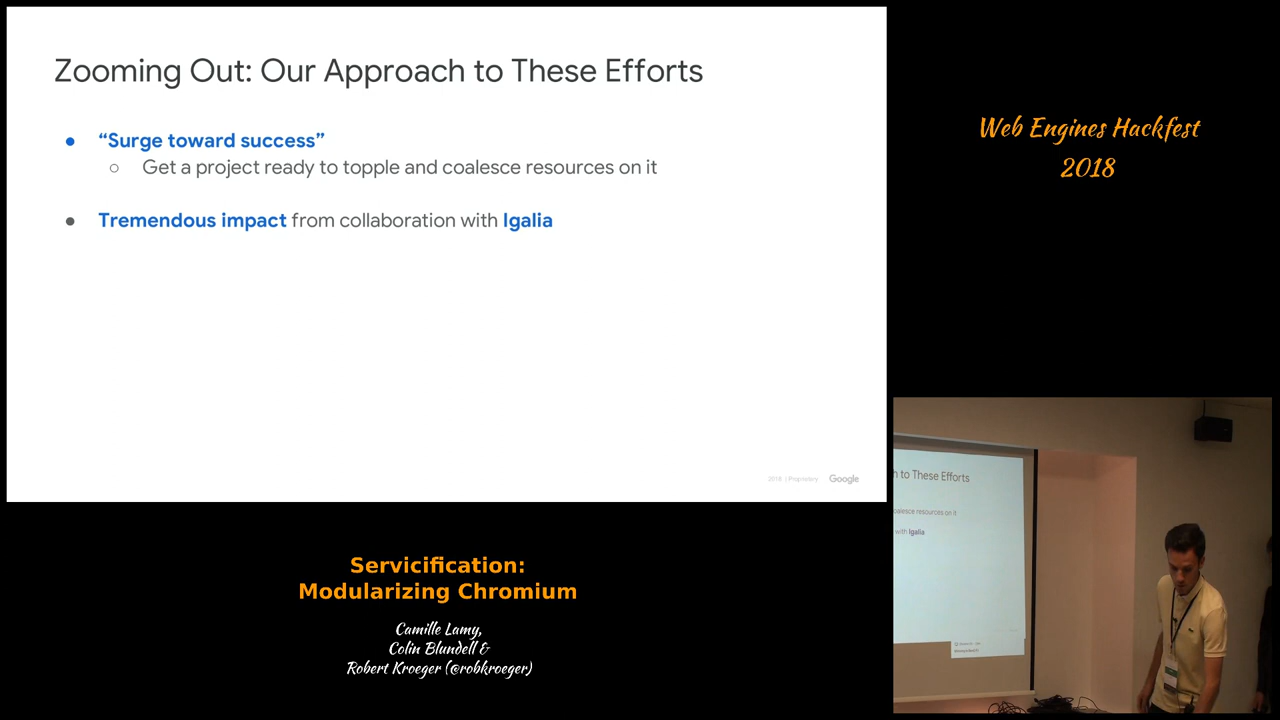 Zooming Out: Our Approach to These Efforts
“Surge toward success”
Get a project ready to topple and coalesce resources on it
Tremendous impact from collaboration with Igalia
2018 | Proprietary Google
Web Engines Hackfest
2018
h to These Efforts
coalesce resources on it
with Igalia
Servicification:
Modularizing Chromium
Camille Lamy,
Colin Blundell &
Robert Kroeger (@robkroeger)